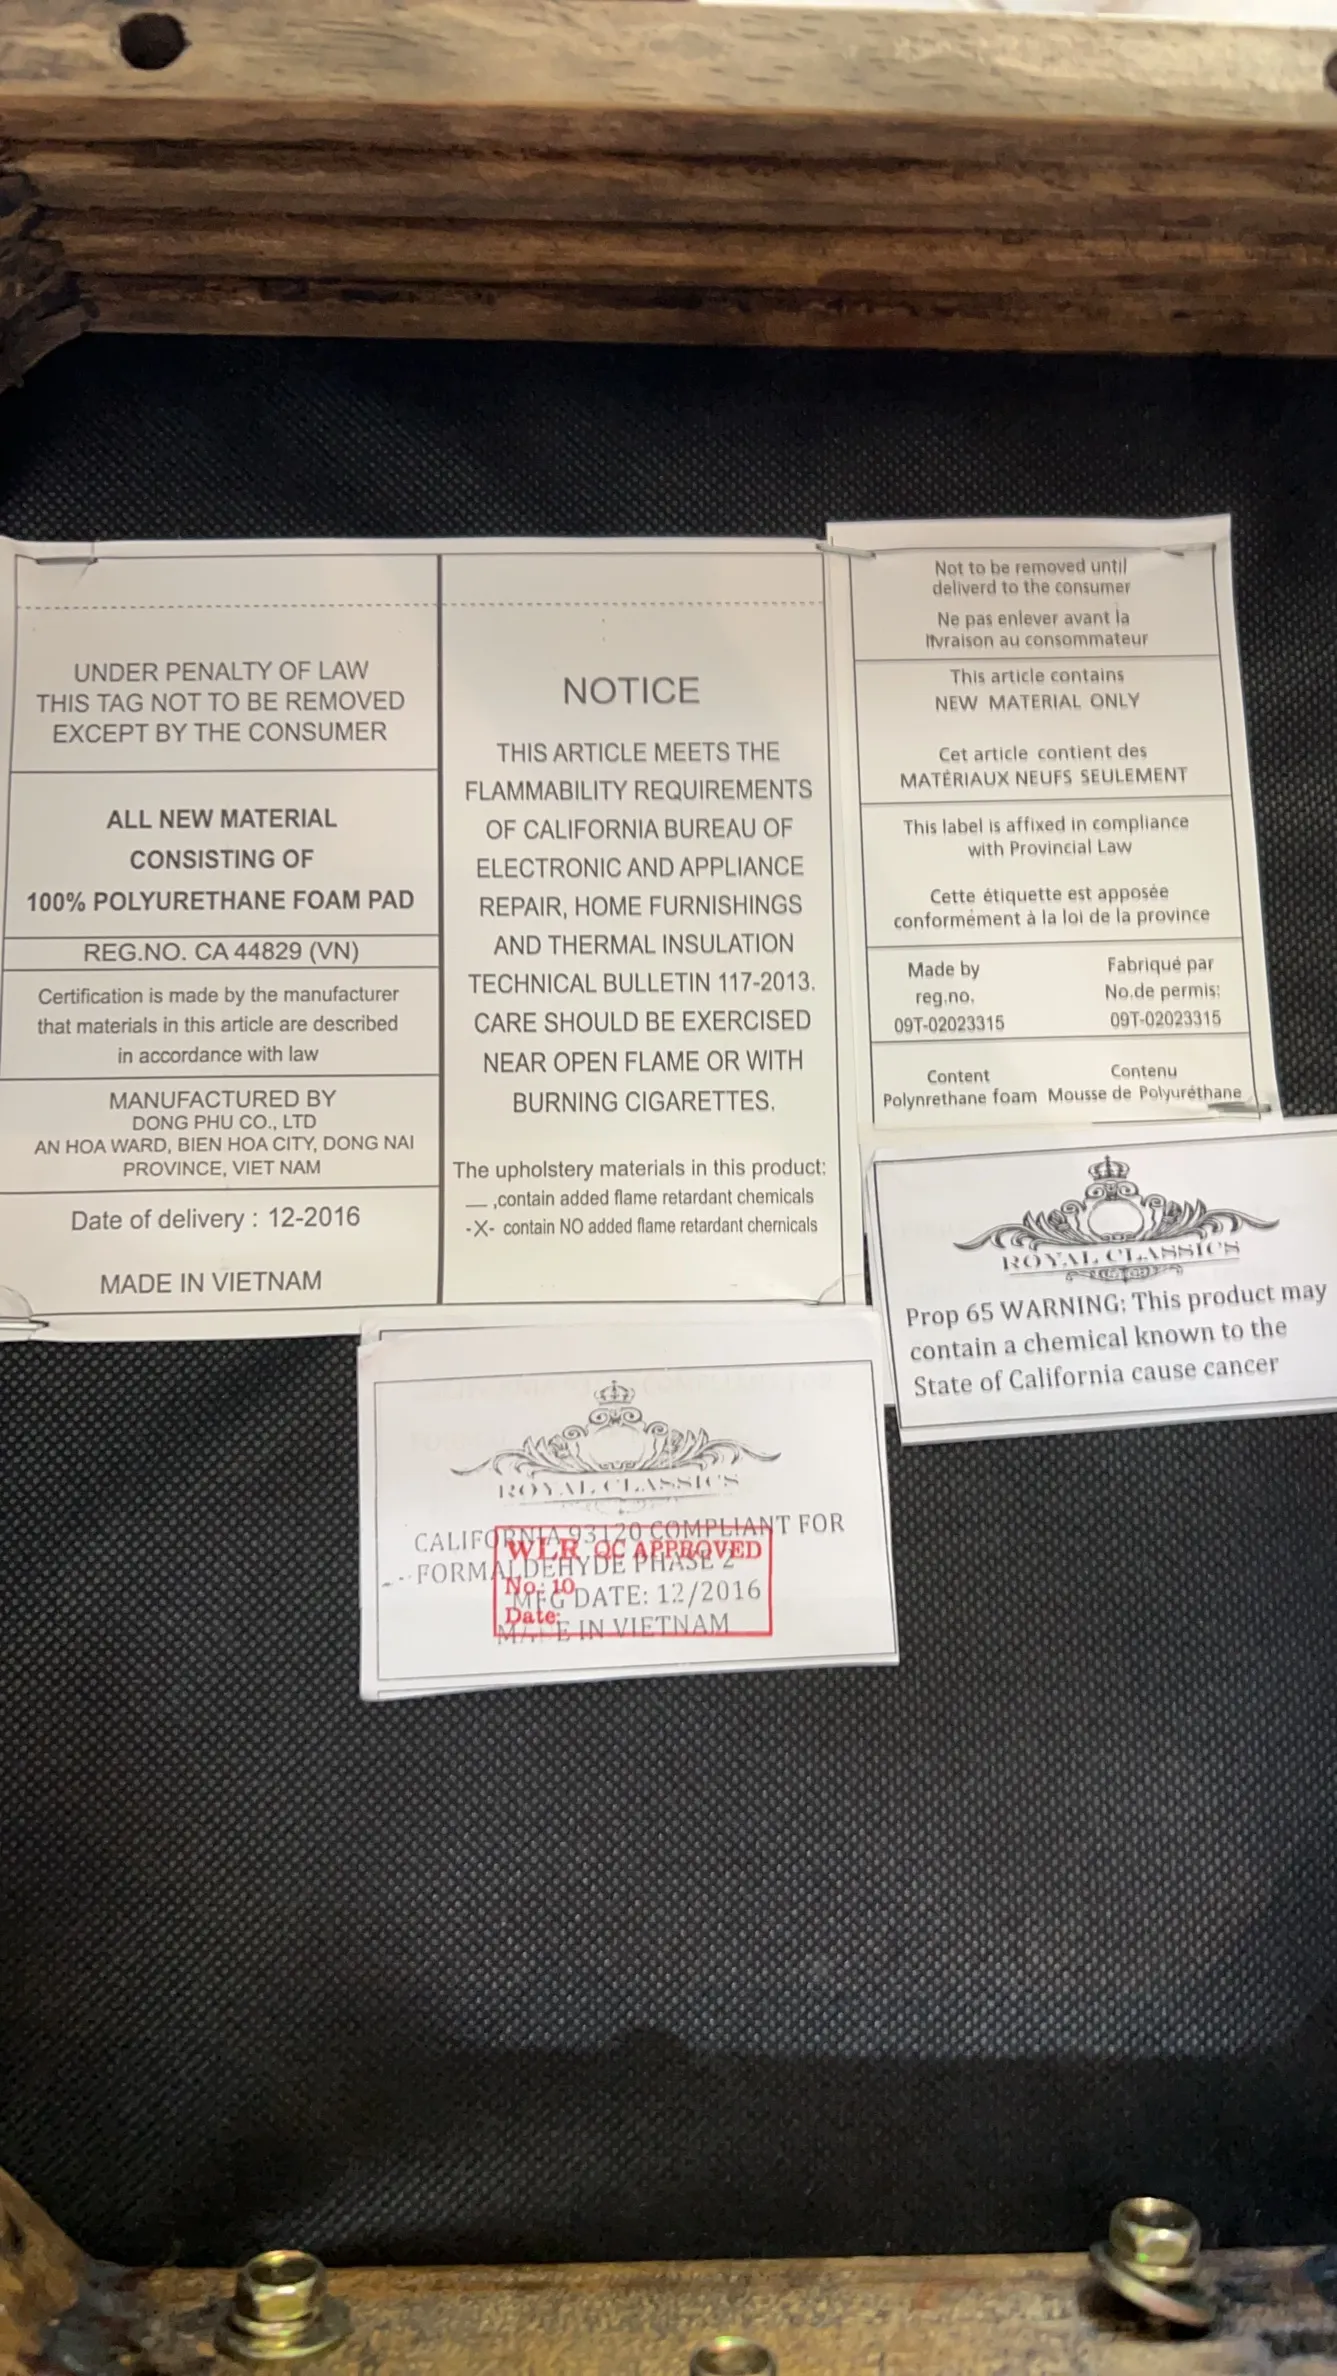 UNDER PENALTY OF LAW
THIS TAG NOT TO BE REMOVED
EXCEPT BY THE CONSUMER
ALL NEW MATERIAL
CONSISTING OF
100% POLYURETHANE FOAM PAD
REG.NO. CA 44829 (VN)
Certification is made by the manufacturer
that materials in this article are described
in accordance with law
MANUFACTURED BY
DONG PHU CO., LTD
AN HOA WARD, BIEN HOA CITY, DONG NAI
PROVINCE, VIET NAM
Date of delivery : 12-2016
MADE IN VIETNAM
NOTICE
THIS ARTICLE MEETS THE
FLAMMABILITY REQUIREMENTS
OF CALIFORNIA BUREAU OF
ELECTRONIC AND APPLIANCE
REPAIR, HOME FURNISHINGS
AND THERMAL INSULATION
TECHNICAL BULLETIN 117-2013.
CARE SHOULD BE EXERCISED
NEAR OPEN FLAME OR WITH
BURNING CIGARETTES.
The upholstery materials in this product:
__ ,contain added flame retardant chemicals
-X- contain NO added flame retardant chemicals
Not to be removed until
deliverd to the consumer
Ne pas enlever avant la
livraison au consommateur
This article contains
NEW MATERIAL ONLY
Cet article contient des
MATÉRIAUX NEUFS SEULEMENT
This label is affixed in compliance
with Provincial Law
Cette étiquette est apposée
conformément à la loi de la province
Made by
reg.no.
09T-02023315
Fabriqué par
No.de permis:
09T-02023315
Content
Polynrethane foam
Contenu
Mousse de Polyuréthane
ROYAL CLASSICS
Prop 65 WARNING: This product may
contain a chemical known to the
State of California cause cancer
ROYAL CLASSICS
CALIFORNIA 93120 COMPLIANT FOR
FORMALDEHYDE PHASE 2
MFG DATE: 12/2016
MADE IN VIETNAM
WLR QC APPROVED
No: 10
Date: